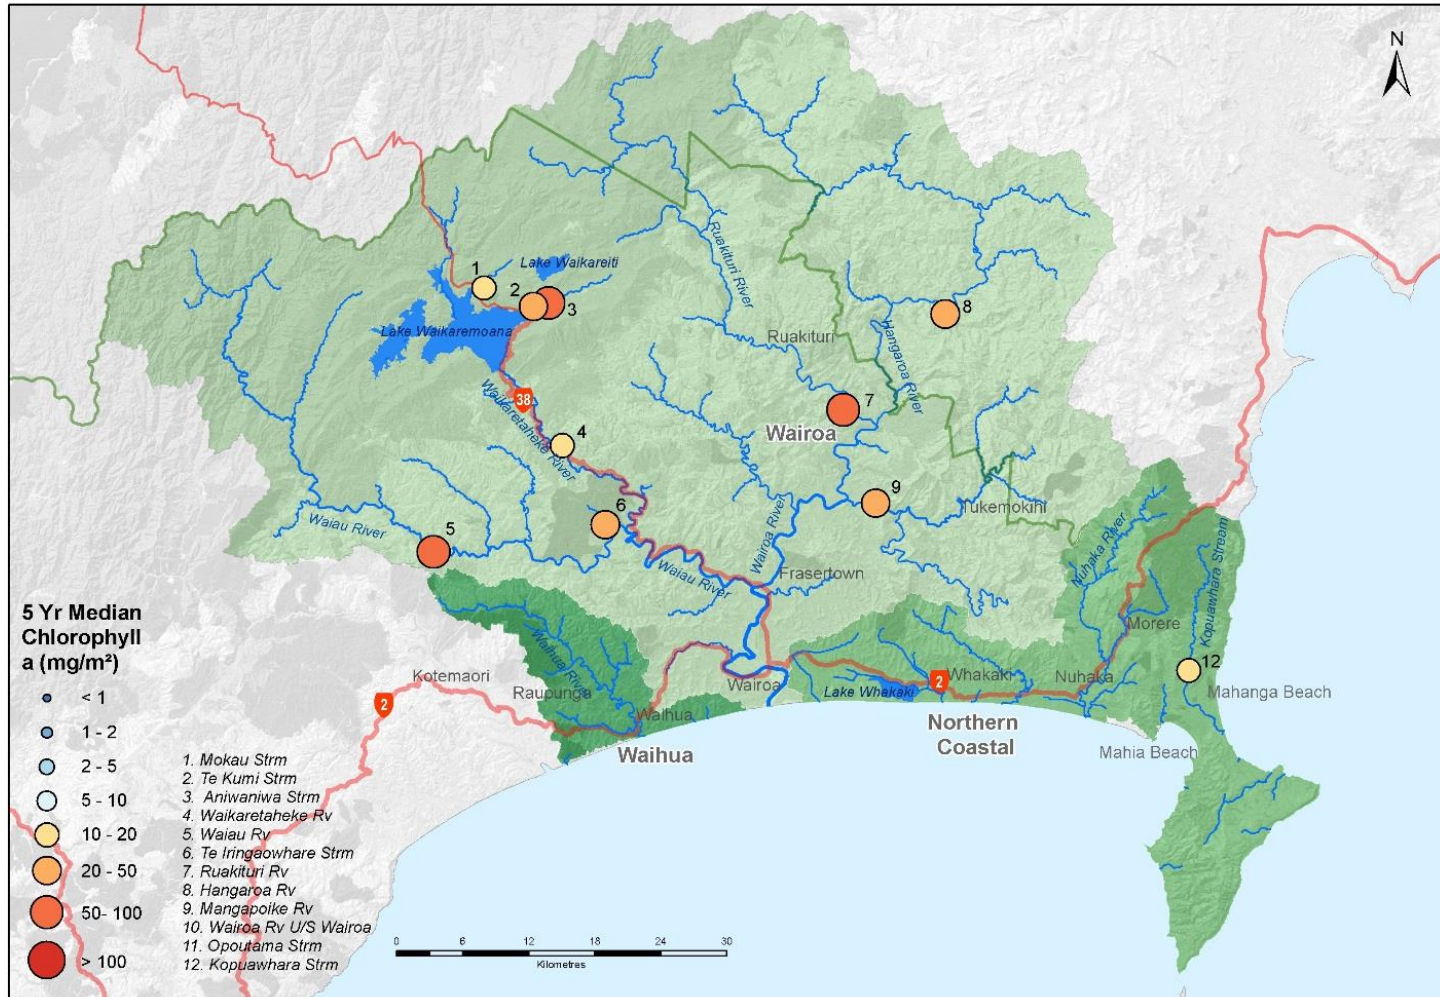 N
1
Lake Waikareiti
2
3
Lake Waikaremoana
Ruakituri River
8
Ruakituri
Hangaroa River
38
Waikaretaheke River
7
Wairoa
4
9
Tukemokihi
6
Waiau River
5
Wairoa River
Waiau River
Frasertown
Nuhaka River
Kopuawhara Stream
Morere
12
Mahanga Beach
Waihua River
Kotemaori
Raupunga
Waihua
Wairoa
Lake Whakaki
2
Whakaki
Nuhaka
2
Waihua
Northern
Coastal
Mahia Beach
5 Yr Median
Chlorophyll
a (mg/m²)
< 1
1 - 2
2 - 5
5 - 10
10 - 20
20 - 50
50- 100
> 100
1. Mokau Strm
2. Te Kumi Strm
3. Aniwaniwa Strm
4. Waikaretaheke Rv
5. Waiau Rv
6. Te Iringaowhare Strm
7. Ruakituri Rv
8. Hangaroa Rv
9. Mangapoike Rv
10. Wairoa Rv U/S Wairoa
11. Opoutama Strm
12. Kopuawhara Strm
0 6 12 18 24 30
Kilometres